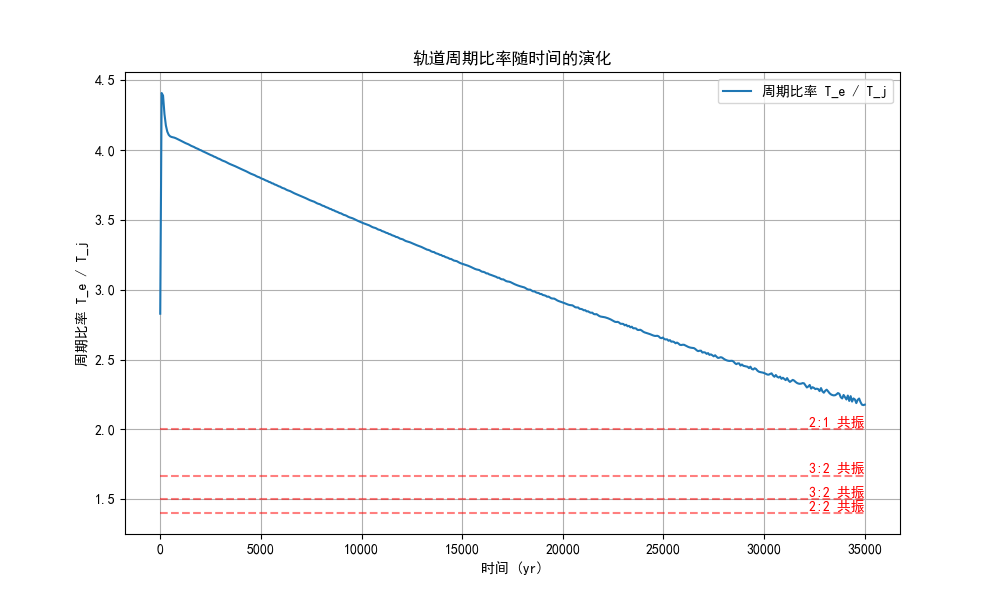 轨道周期比率随时间的演化
周期比率 T_e / T_j
周期比率 T_e / T_j
4.5
4.0
3.5
3.0
2.5
2.0
1.5
2:1 共振
3:2 共振
3:2 共振
2:2 共振
0 5000 10000 15000 20000 25000 30000 35000
时间 (yr)